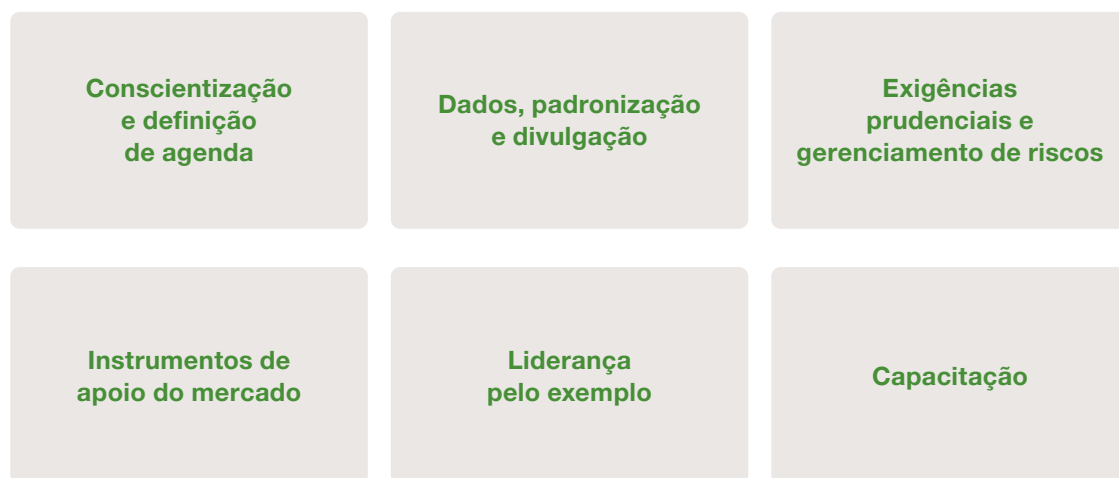 Conscientização
e definição
de agenda
Dados, padronização
e divulgação
Exigências
prudenciais e
gerenciamento de riscos
Instrumentos de
apoio do mercado
Liderança
pelo exemplo
Capacitação